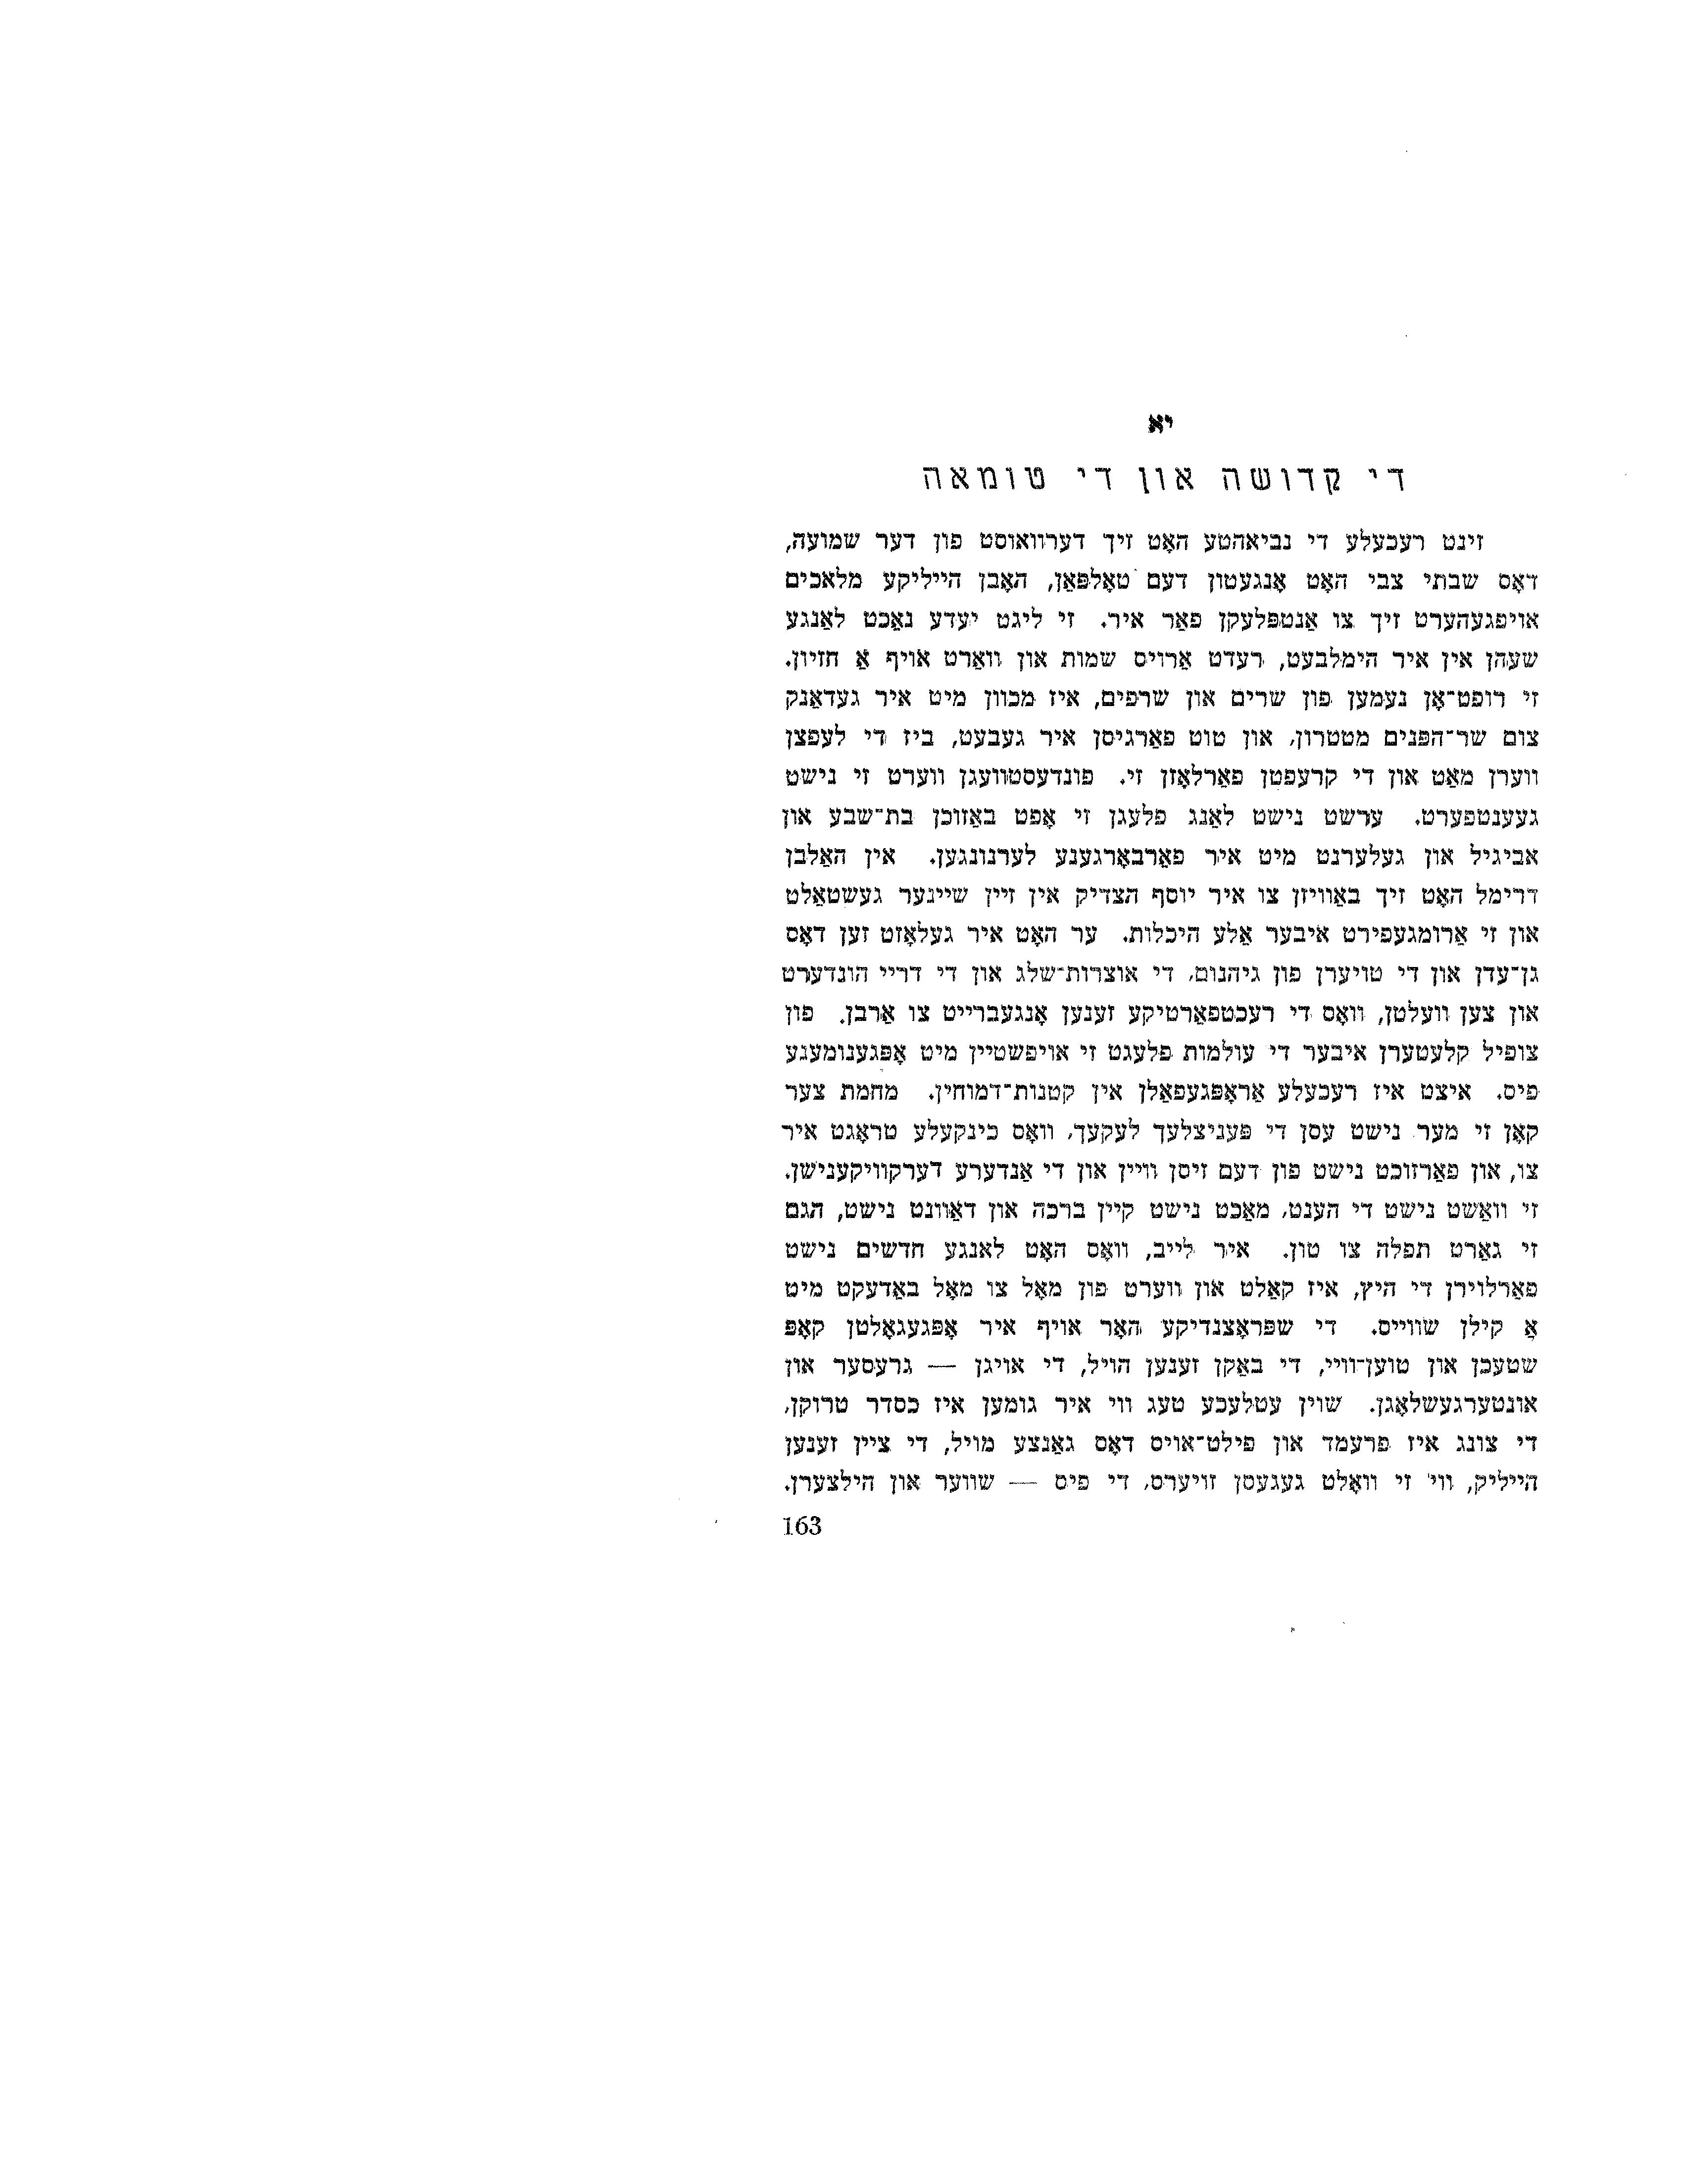 יא
די קדושה און די טומאה
זינט רעכעלע די נביאהטע האָט זיך דערוואוסט פון דער שמועה,
דאָס שבתי צבי האָט אָנגעטון דעם טאָלפּאַן, האָבן הייליקע מלאכים
אויפגעהערט זיך צו אַנטפּלעקן פאַר איר. זי ליגט יעדע נאַכט לאַנגע
שעהן אין איר הימלבעט, רעדט אַרויס שמות און וואַרט אויף אַ חזיון.
זי רופט־אָן נעמען פון שרים און שרפים, איז מכוון מיט איר געדאַנק
צום שר־הפּנים מטטרון, און טוט פאַרגיסן איר געבעט, ביז די לעפצן
ווערן מאַט און די קרעפטן פאַרלאָזן זי. פונדעסטוועגן ווערט זי נישט
געענטפערט. ערשט נישט לאַנג פלעגן זי אָפט באַזוכן בת־שבע און
אביגיל און געלערנט מיט איר פאַרבאָרגענע לערנונגען. אין האַלבן
דרימל האָט זיך באַוויזן צו איר יוסף הצדיק אין זיין שיינער געשטאַלט
און זי אַרומגעפירט איבער אַלע היכלות. ער האָט איר געלאָזט זען דאָס
גן־עדן און די טויערן פון גיהנום, די אוצרות־שלג און די דריי הונדערט
און צען וועלטן, וואָס די רעכטפאַרטיקע זענען אָנגעברייט צו אַרבן. פון
צופיל קלעטערן איבער די עולמות פלעגט זי אויפשטיין מיט אָפּגענומענע
פיס. איצט איז רעכעלע אַראָפּגעפאַלן אין קטנות־דמוחין. מחמת צער
קאָן זי מער נישט עסן די פּעניצלעך לעקעך, וואָס כינקעלע טראָגט איר
צו, און פאַרזוכט נישט פון דעם זיסן וויין און די אַנדערע דערקוויקענישן.
זי וואַשט נישט די הענט, מאַכט נישט קיין ברכה און דאַוונט נישט, הגם
זי גאַרט תפלה צו טון. איר לייב, וואָס האָט לאנגע חדשים נישט
פאַרלוירן די היץ, איז קאַלט און ווערט פון מאָל צו מאָל באַדעקט מיט
אַ קילן שווייס. די שפּראָצנדיקע האָר אויף איר אָפּגעגאָלטן קאָפּ
שטעכן און טוען־וויי, די באַקן זענען הויל, די אויגן — גרעסער און
אונטערגעשלאָגן. שוין עטלעכע טעג ווי איר גומען איז כסדר טרוקן,
די צונג איז פרעמד און פילט־אויס דאָס גאַנצע מויל, די ציין זענען
הייליק, ווי זי וואָלט געגעסן זויערס, די פיס — שווער און הילצערן.
163